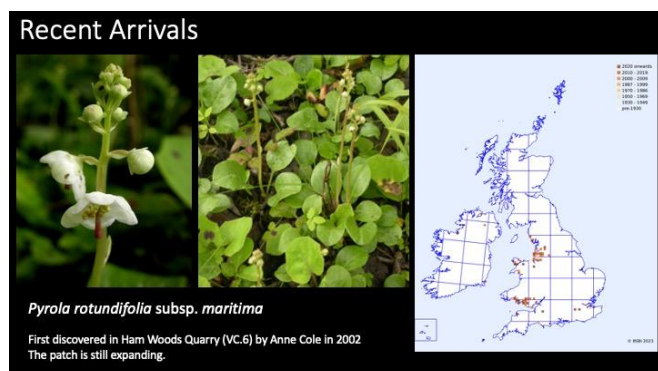 Recent Arrivals
2020 onwards
2010 - 2019
2000 - 2009
1987 - 1999
1970 - 1986
1950 - 1969
1930 - 1949
pre-1930
Pyrola rotundifolia subsp. maritima
First discovered in Ham Woods Quarry (VC.6) by Anne Cole in 2002
The patch is still expanding.
© BSBI 2023